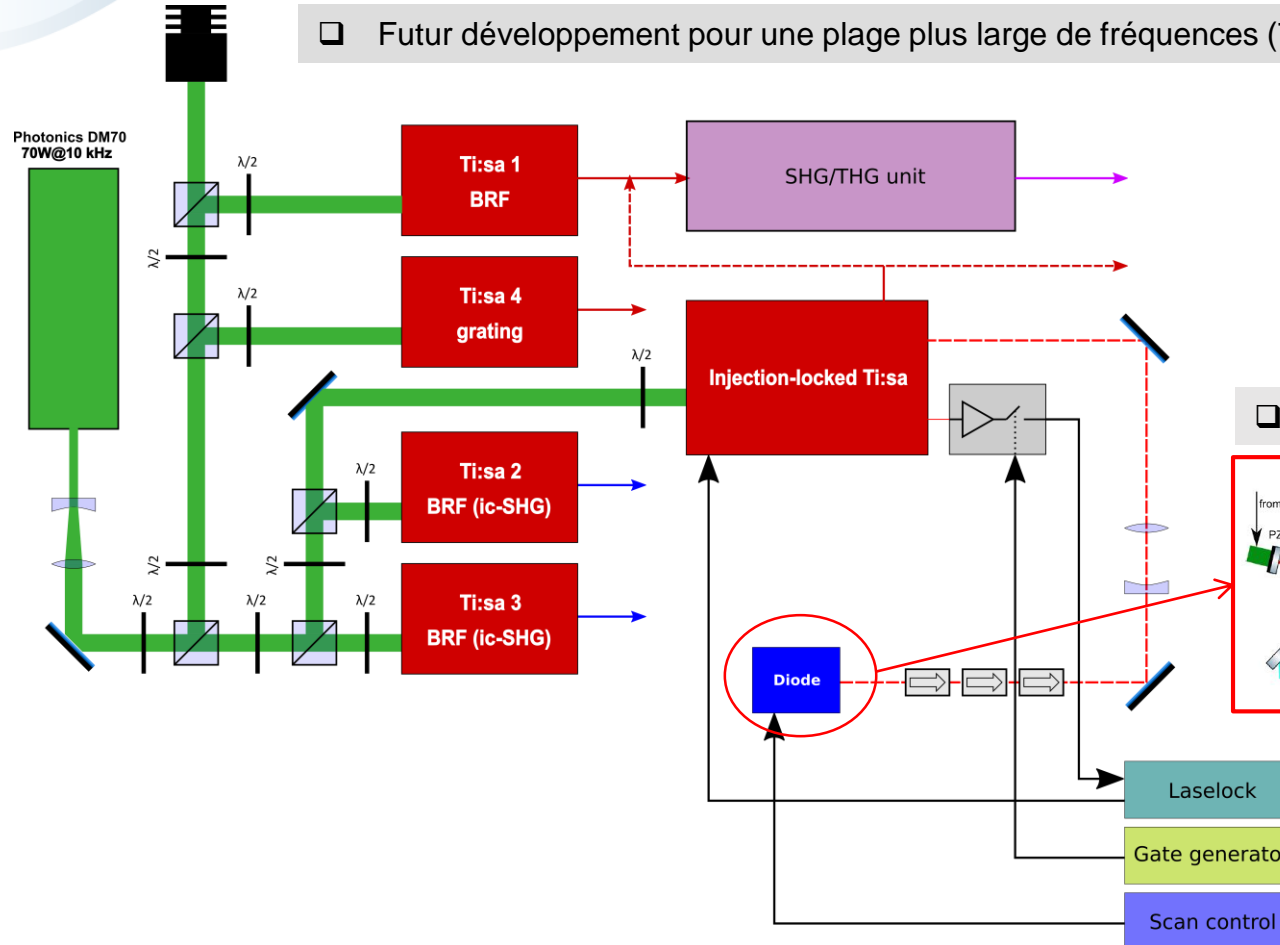 ❑ Futur développement pour une plage plus large de fréquences (
Photonics DM70
70W@10 kHz
λ/2
Ti:sa 1
BRF
SHG/THG unit
λ/2
λ/2
Ti:sa 4
grating
λ/2
Injection-locked Ti:sa
❑
λ/2
Ti:sa 2
BRF (ic-SHG)
from
PZ
λ/2
λ/2
λ/2
λ/2
λ/2
Ti:sa 3
BRF (ic-SHG)
Diode
Laselock
Gate generato
Scan control